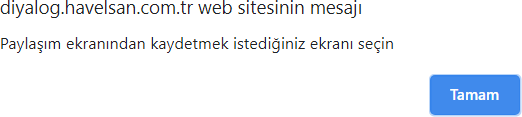 diyalog.havelsan.com.tr web sitesinin mesajı
Paylaşım ekranından kaydetmek istediğiniz ekranı seçin
Tamam